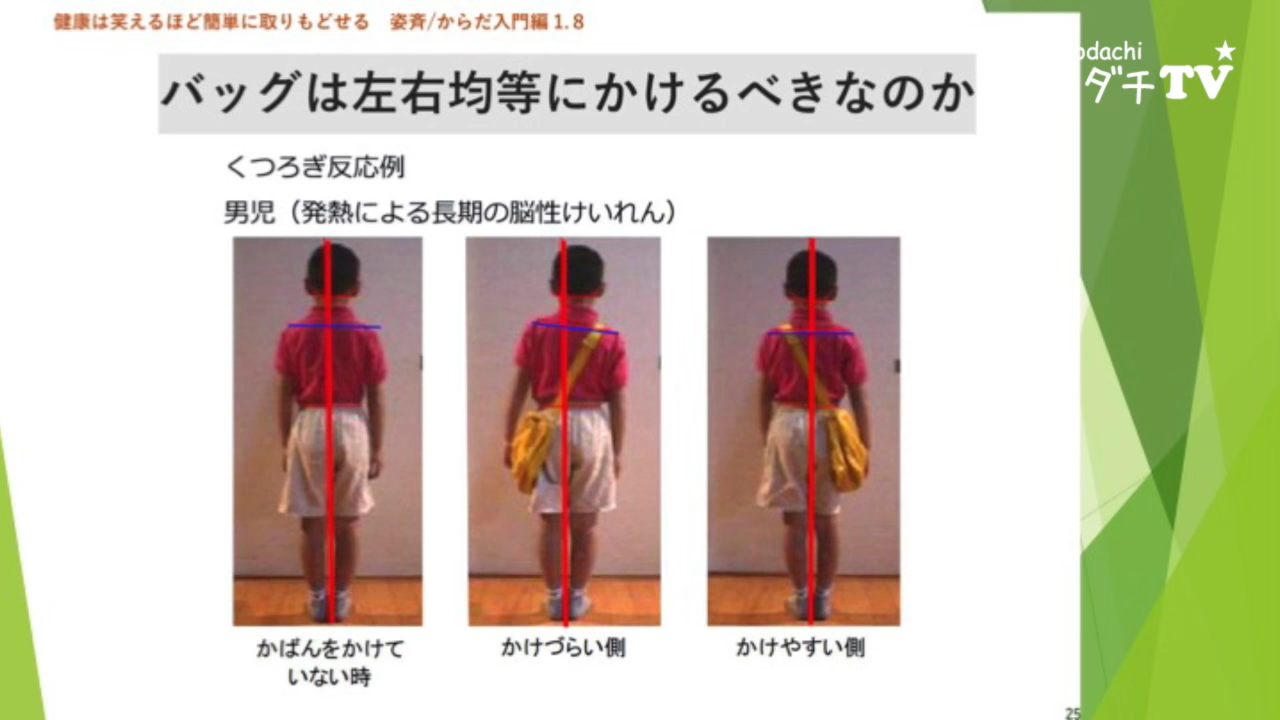 健康は笑えるほど簡単に取りもどせる 姿斉/からだ入門編1.8
odachi
ダチTV
バッグは左右均等にかけるべきなのか
くつろぎ反応例
男児（発熱による長期の脳性けいれん）
かばんをかけて
いない時
かけづらい側
かけやすい側
25